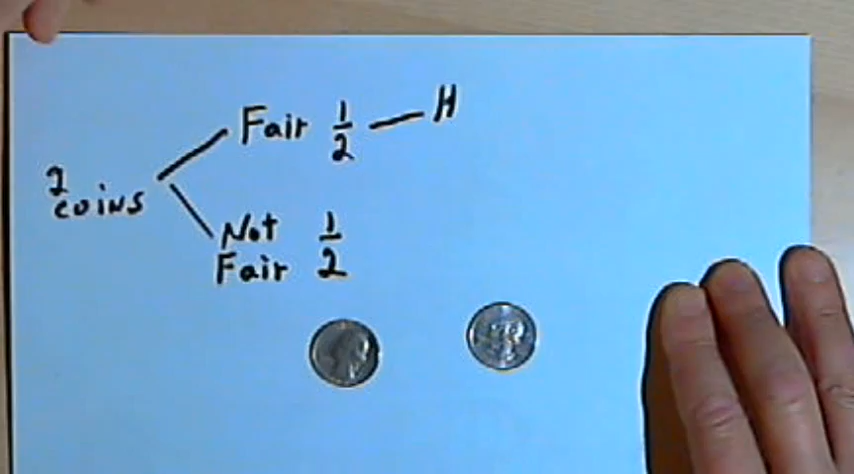 Fair 1/2 — H
2
coins
Not 1/2
Fair